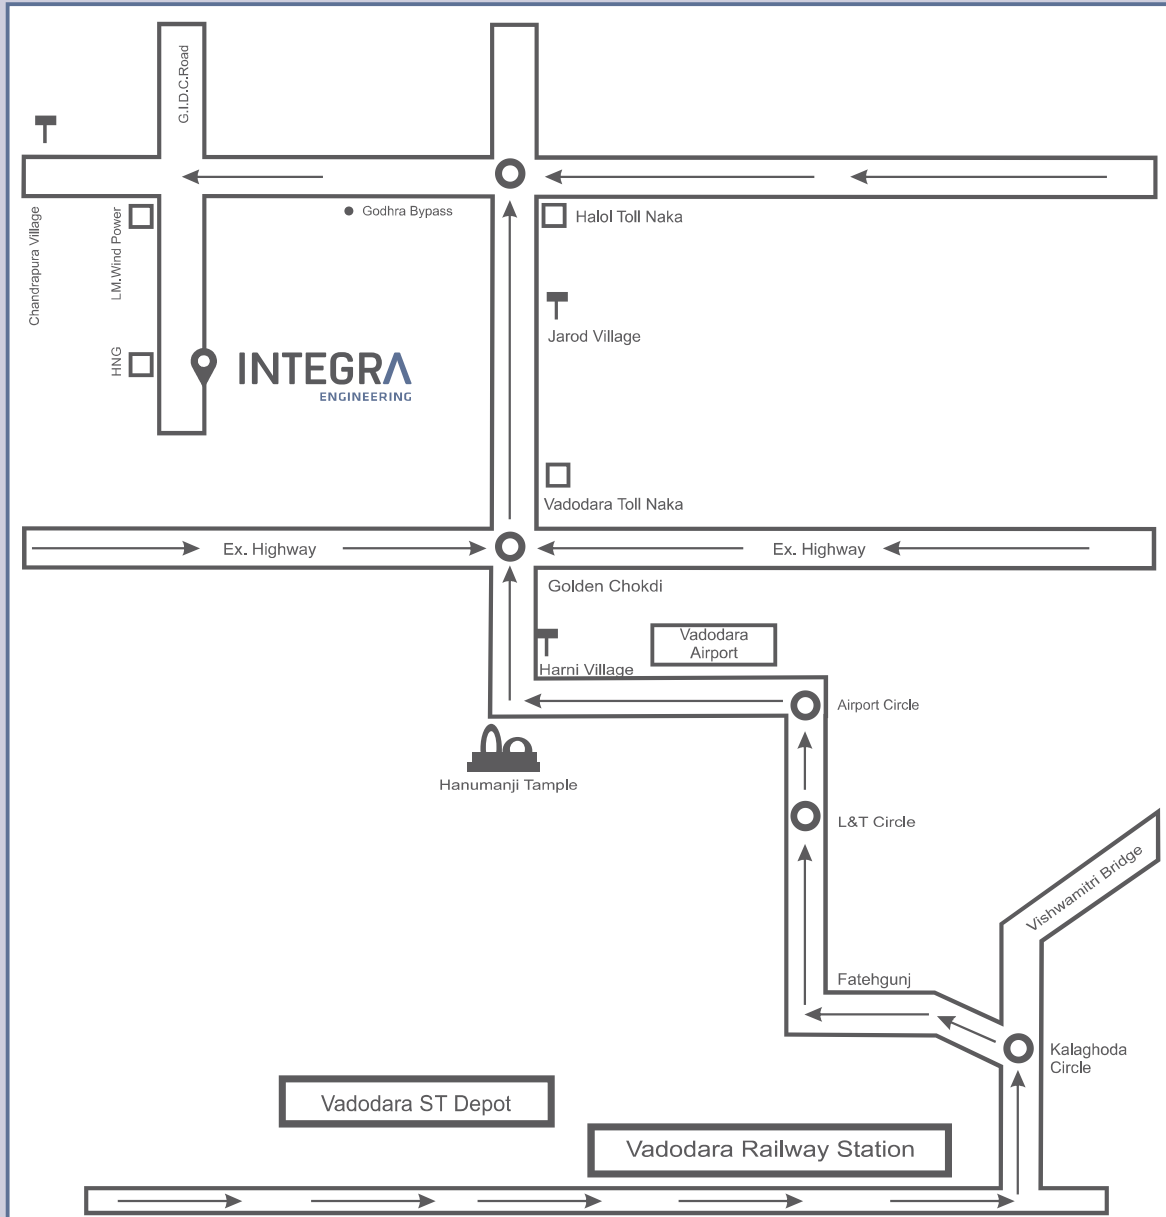 G.I.D.C.Road
Chandrapura Village
LM.Wind Power
Godhra Bypass
Halol Toll Naka
HNG
INTEGRA
ENGINEERING
Jarod Village
Vadodara Toll Naka
Ex. Highway
Ex. Highway
Golden Chokdi
Vadodara
Airport
Harni Village
Airport Circle
Hanumanji Tample
L&T Circle
Vishwamitri Bridge
Fatehgunj
Kalaghoda
Circle
Vadodara ST Depot
Vadodara Railway Station